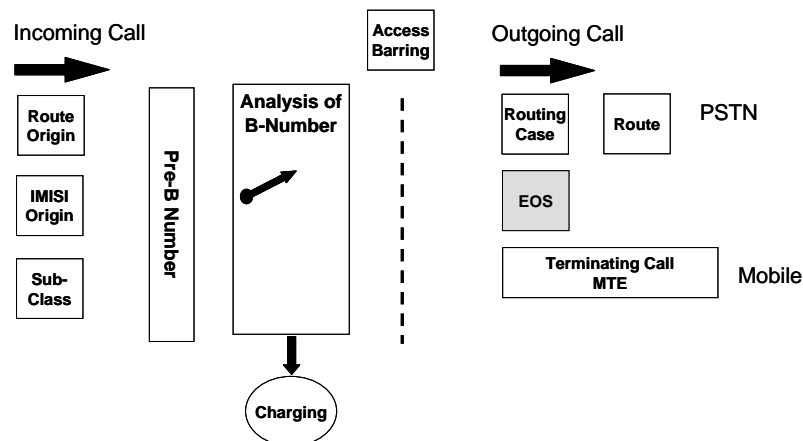 Incoming Call
Access
Barring
Outgoing Call
Route
Origin
IMISI
Origin
Sub-
Class
Pre-B Number
Analysis of
B-Number
Charging
Routing
Case
Route
PSTN
EOS
Terminating Call
MTE
Mobile